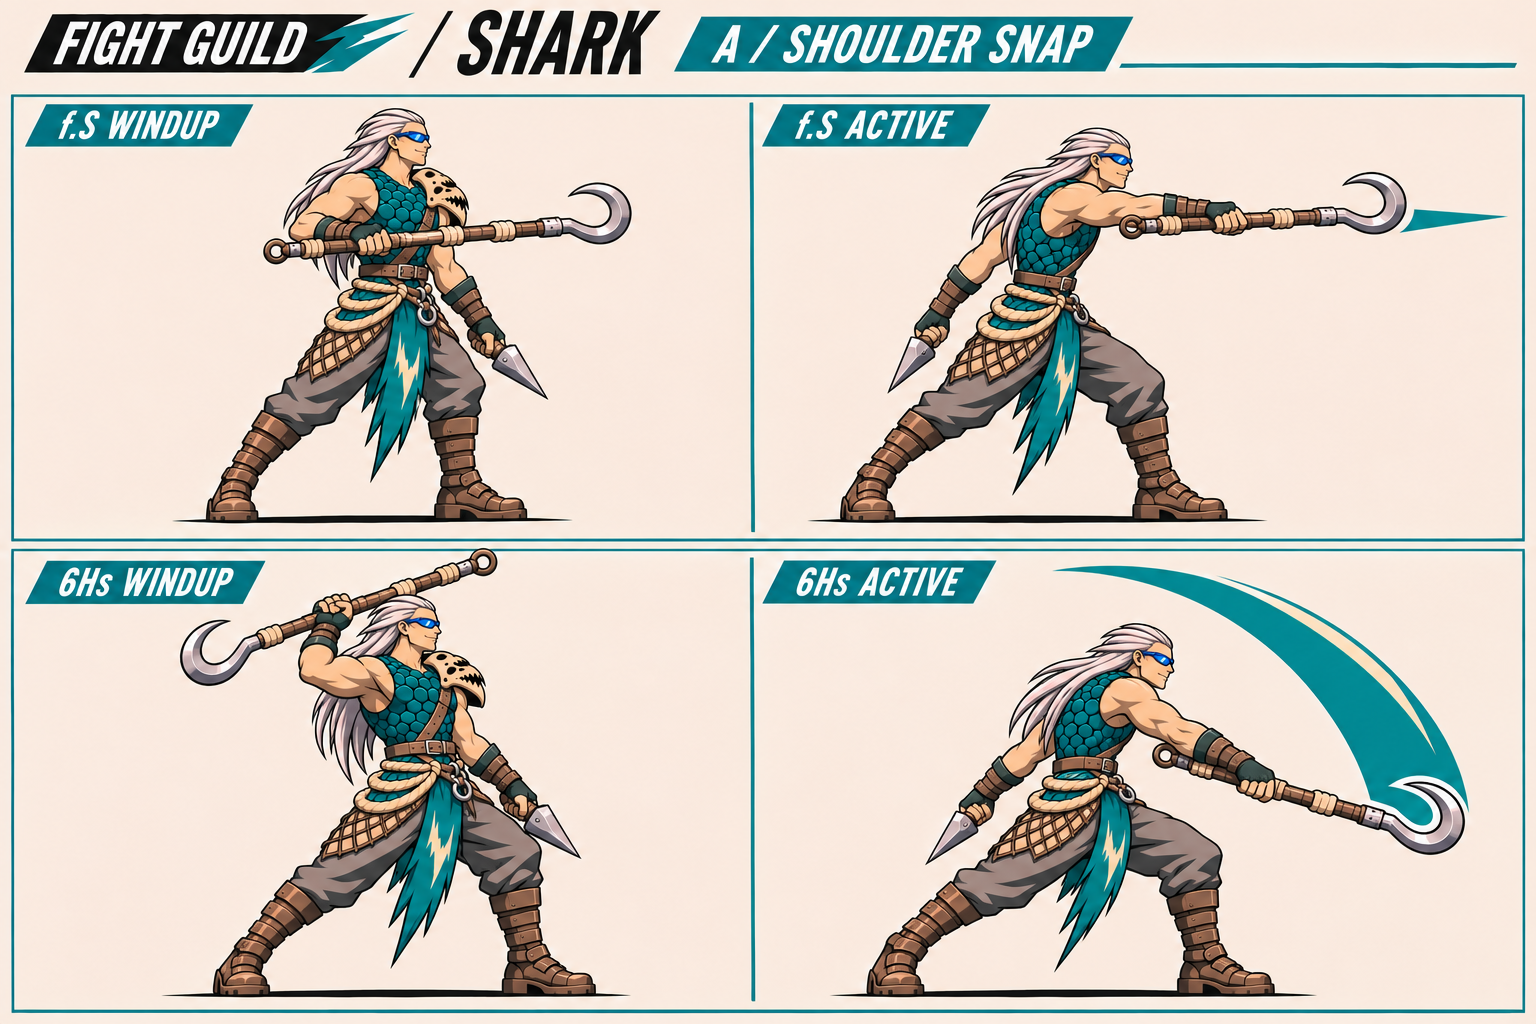 FIGHT GUILD / SHARK A / SHOULDER SNAP
f.S WINDUP
f.S ACTIVE
6Hs WINDUP
6Hs ACTIVE